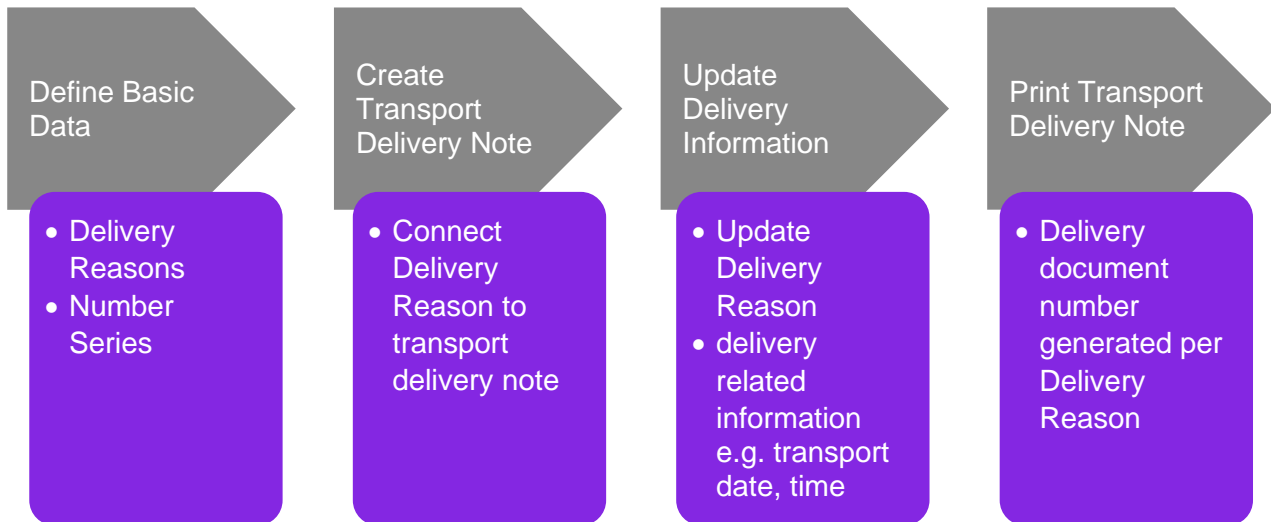 Define Basic
Data
• Delivery
Reasons
• Number
Series
Create
Transport
Delivery Note
• Connect
Delivery
Reason to
transport
delivery note
Update
Delivery
Information
• Update
Delivery
Reason
• delivery
related
information
e.g. transport
date, time
Print Transport
Delivery Note
• Delivery
document
number
generated per
Delivery
Reason